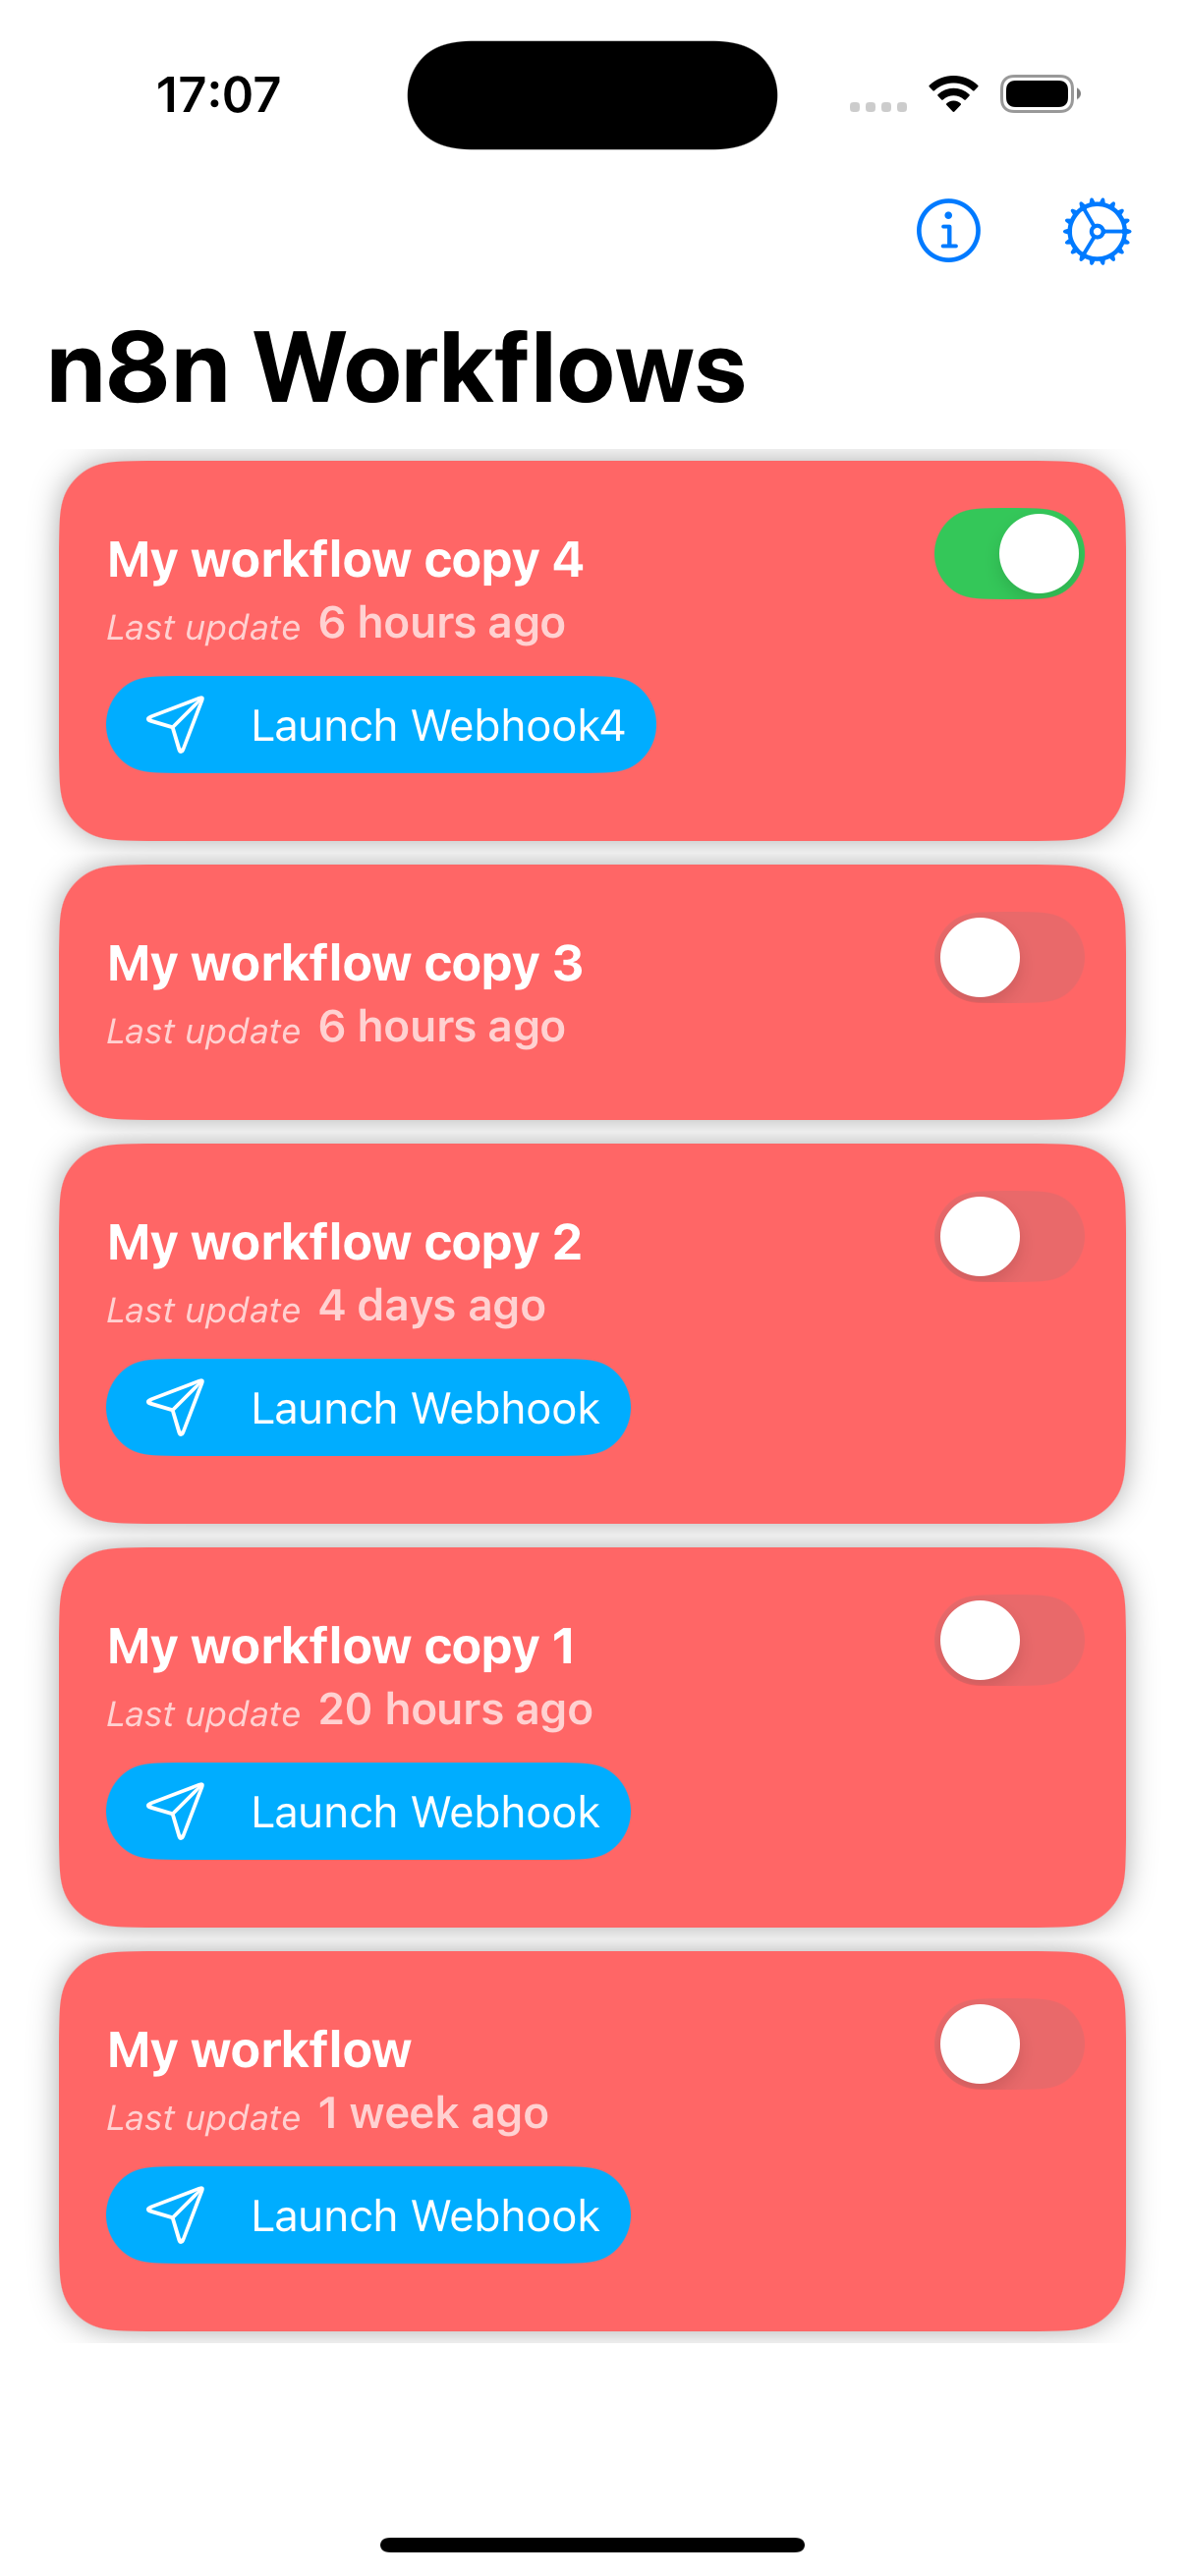 17:07
n8n Workflows
My workflow copy 4
Last update 6 hours ago
Launch Webhook4
My workflow copy 3
Last update 6 hours ago
My workflow copy 2
Last update 4 days ago
Launch Webhook
My workflow copy 1
Last update 20 hours ago
Launch Webhook
My workflow
Last update 1 week ago
Launch Webhook